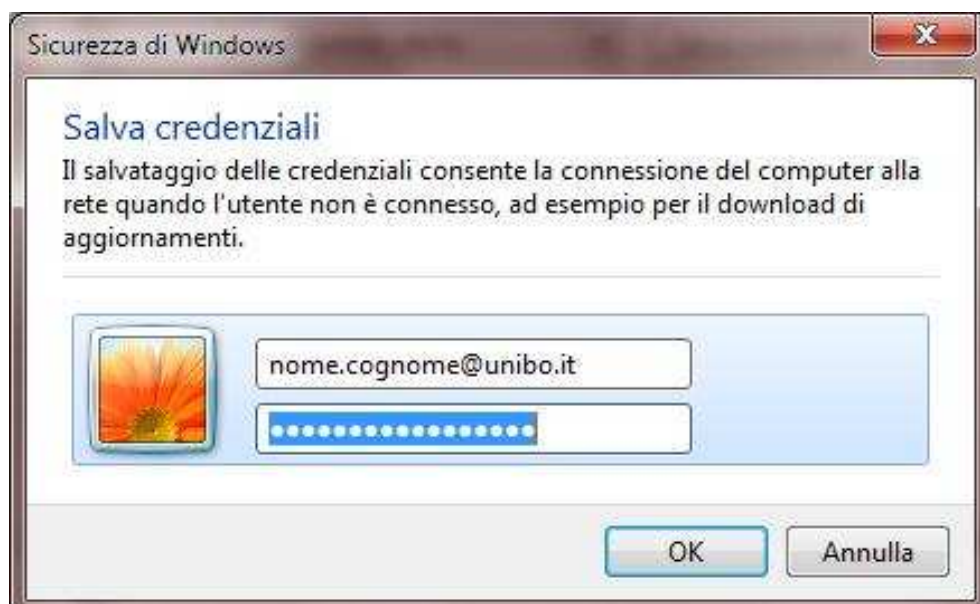 Sicurezza di Windows
Salva credenziali
Il salvataggio delle credenziali consente la connessione del computer alla
rete quando l'utente non è connesso, ad esempio per il download di
aggiornamenti.
nome.cognome@unibo.it
●●●●●●●●●●●●●●●●●
OK
Annulla